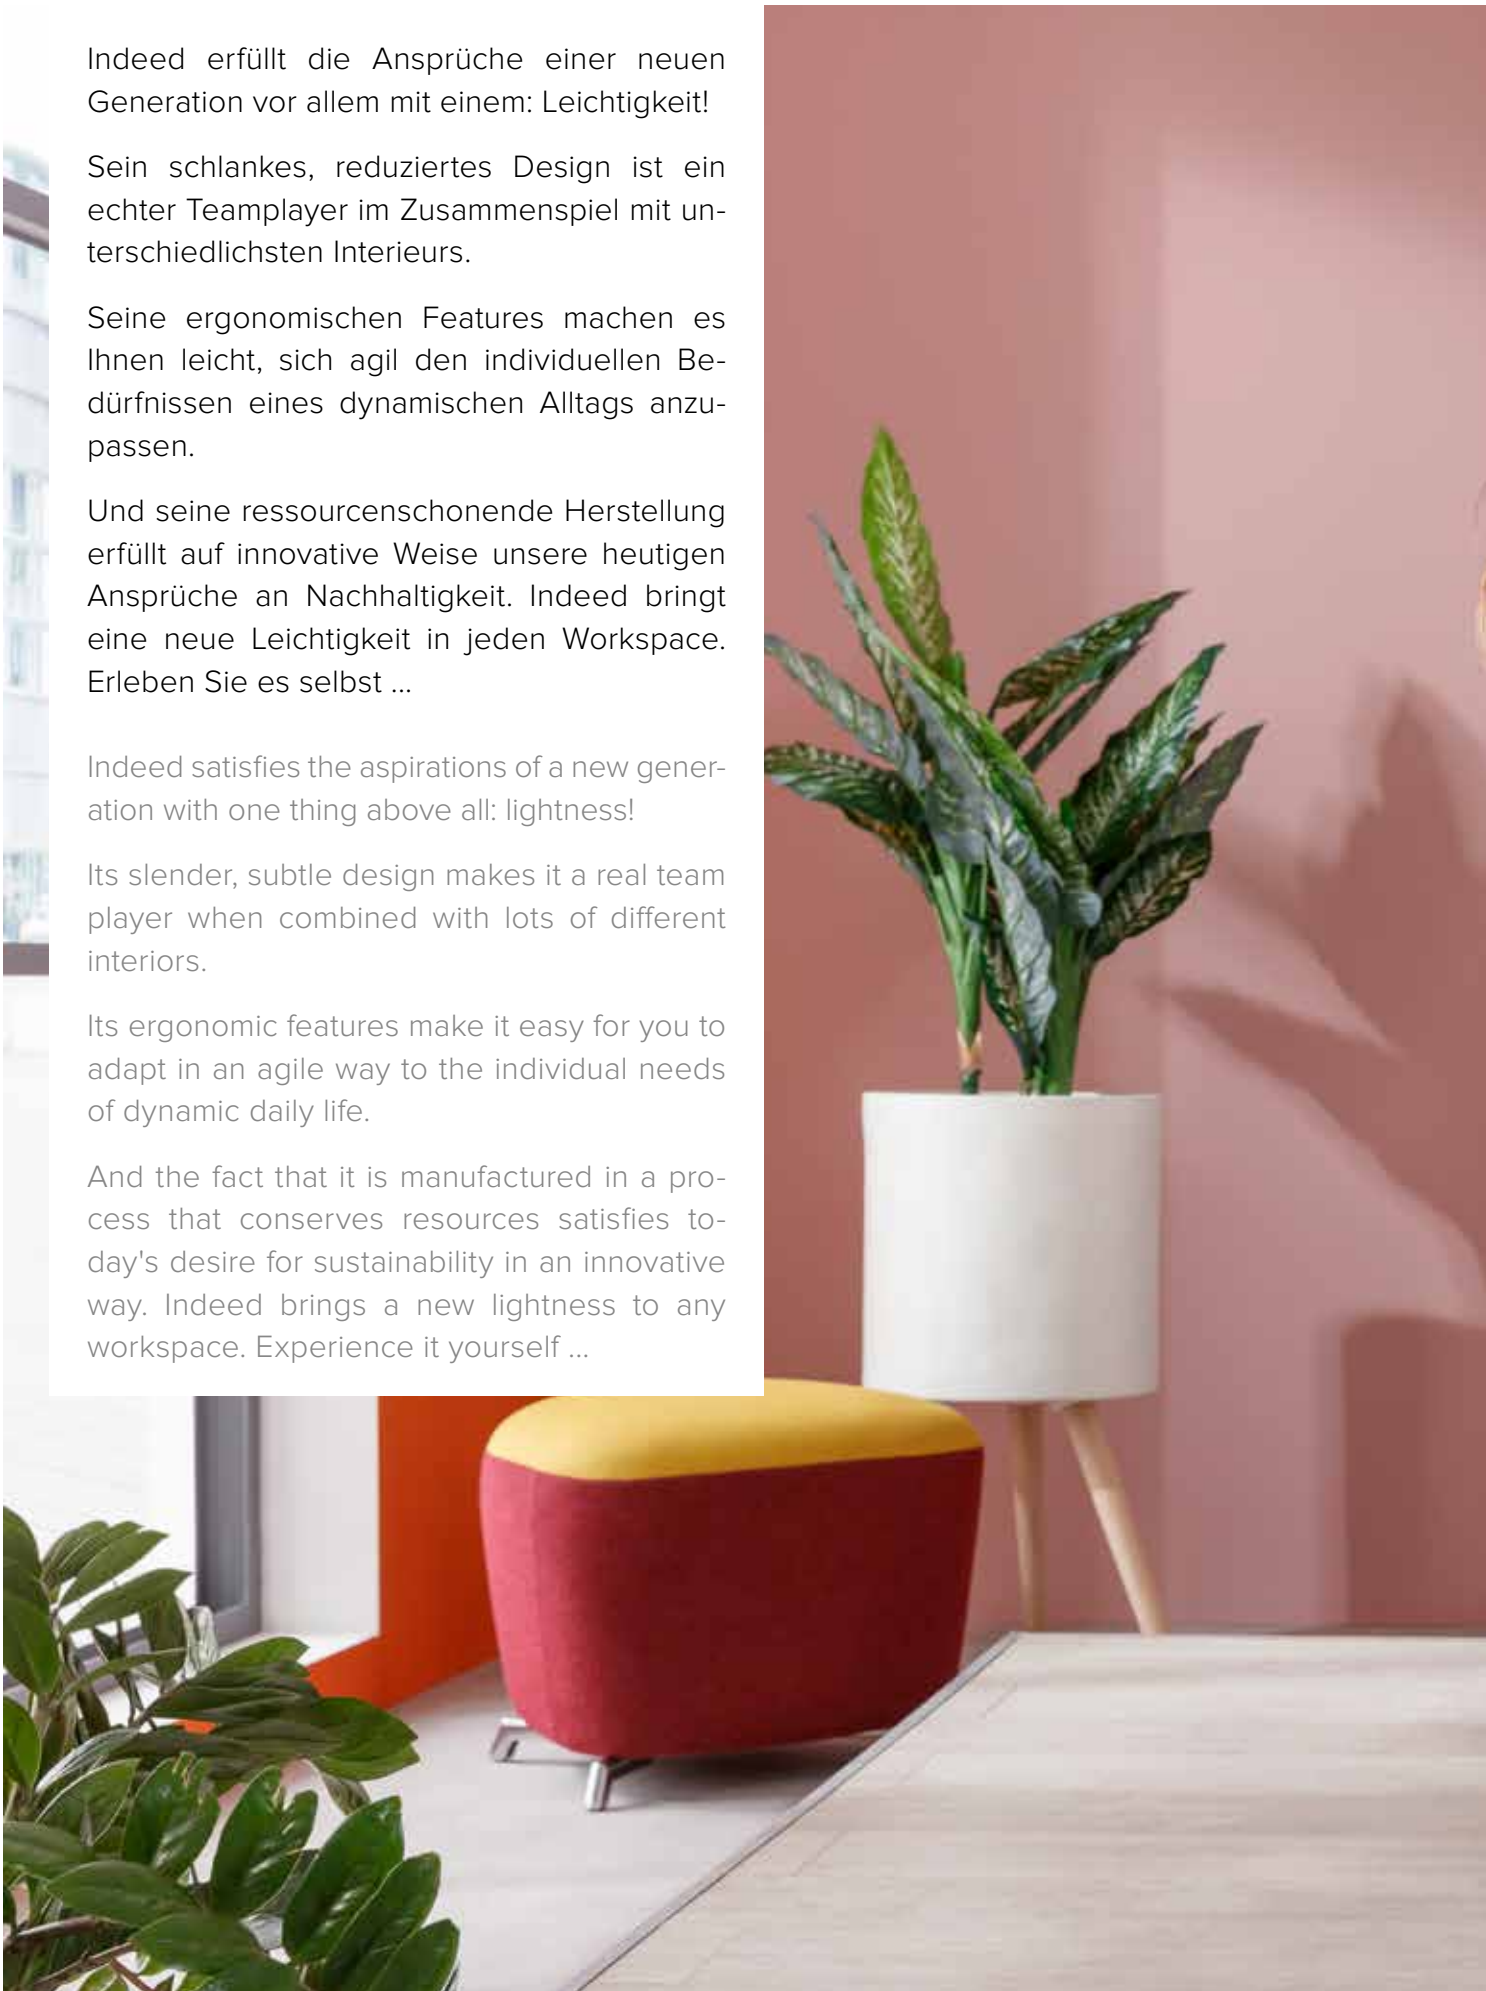 Indeed erfüllt die Ansprüche einer neuen
Generation vor allem mit einem: Leichtigkeit!
Sein schlankes, reduziertes Design ist ein
echter Teamplayer im Zusammenspiel mit un-
terschiedlichsten Interieurs.
Seine ergonomischen Features machen es
Ihnen leicht, sich agil den individuellen Be-
dürfnissen eines dynamischen Alltags anzu-
passen.
Und seine ressourcenschonende Herstellung
erfüllt auf innovative Weise unsere heutigen
Ansprüche an Nachhaltigkeit. Indeed bringt
eine neue Leichtigkeit in jeden Workspace.
Erleben Sie es selbst ...
Indeed satisfies the aspirations of a new gener-
ation with one thing above all: lightness!
Its slender, subtle design makes it a real team
player when combined with lots of different
interiors.
Its ergonomic features make it easy for you to
adapt in an agile way to the individual needs
of dynamic daily life.
And the fact that it is manufactured in a pro-
cess that conserves resources satisfies to-
day's desire for sustainability in an innovative
way. Indeed brings a new lightness to any
workspace. Experience it yourself ...